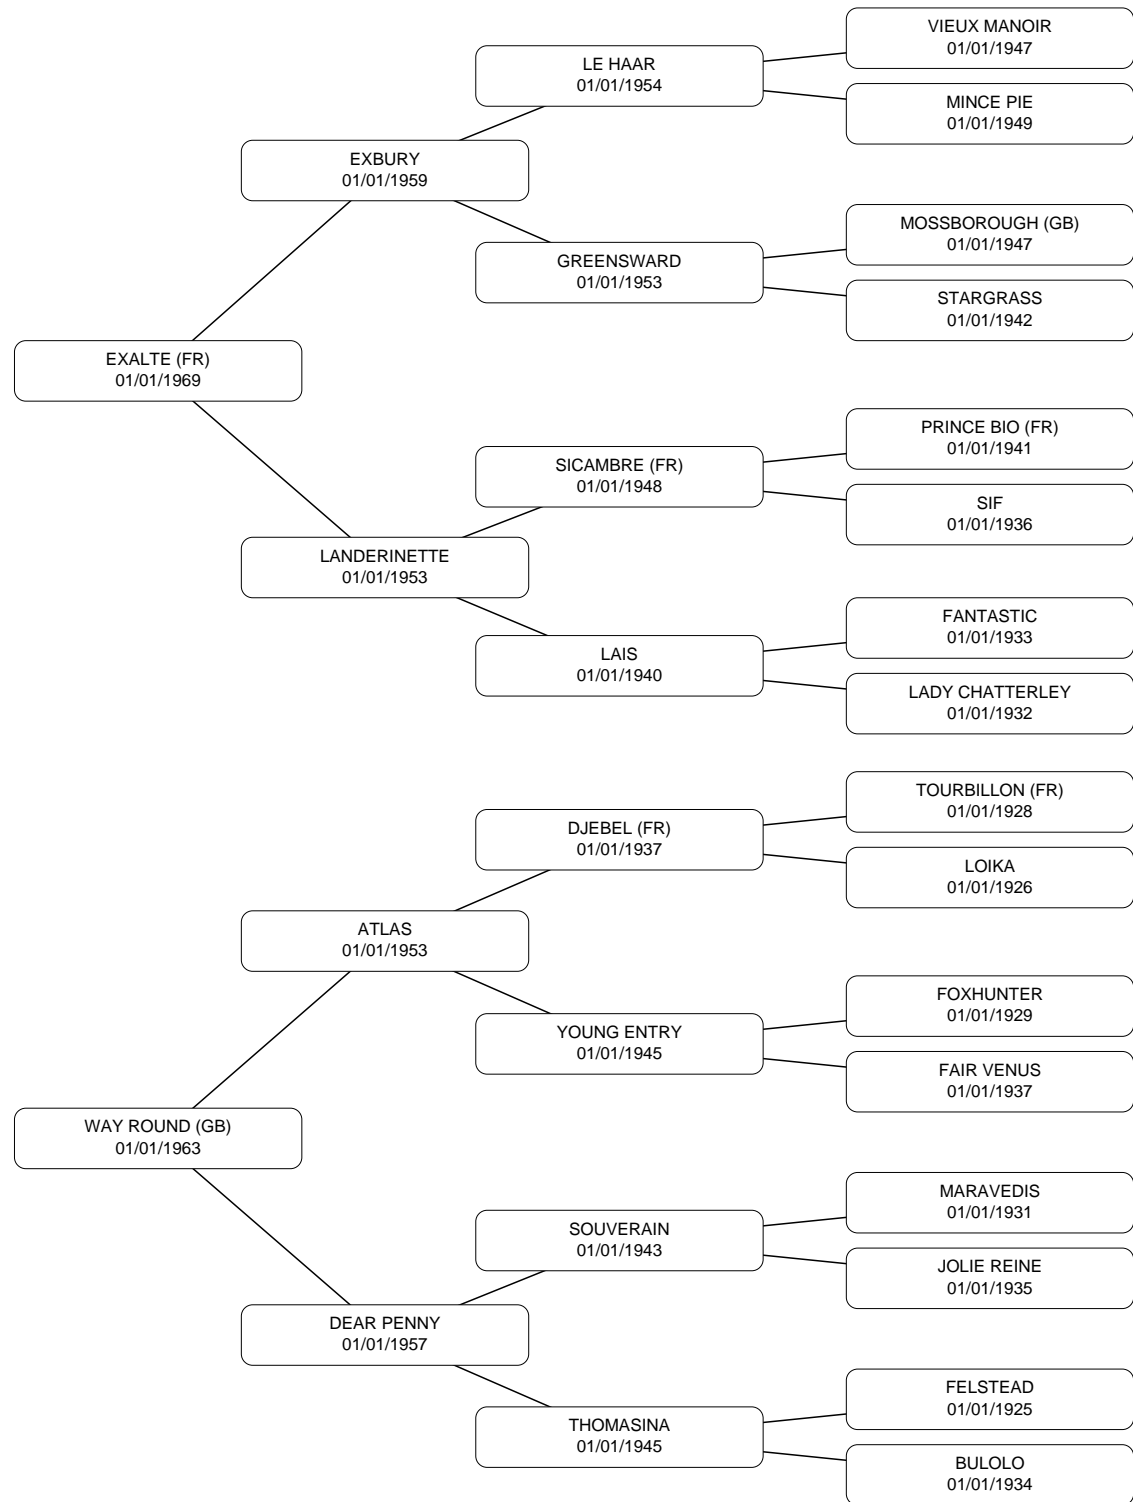 VIEUX MANOIR
01/01/1947
LE HAAR
01/01/1954
MINCE PIE
01/01/1949
EXBURY
01/01/1959
MOSSBOROUGH (GB)
01/01/1947
GREENSWARD
01/01/1953
STARGRASS
01/01/1942
EXALTE (FR)
01/01/1969
PRINCE BIO (FR)
01/01/1941
SICAMBRE (FR)
01/01/1948
SIF
01/01/1936
LANDERINETTE
01/01/1953
FANTASTIC
01/01/1933
LAIS
01/01/1940
LADY CHATTERLEY
01/01/1932
TOURBILLON (FR)
01/01/1928
DJEBEL (FR)
01/01/1937
LOIKA
01/01/1926
ATLAS
01/01/1953
FOXHUNTER
01/01/1929
YOUNG ENTRY
01/01/1945
FAIR VENUS
01/01/1937
WAY ROUND (GB)
01/01/1963
MARAVEDIS
01/01/1931
SOUVERAIN
01/01/1943
JOLIE REINE
01/01/1935
DEAR PENNY
01/01/1957
FELSTEAD
01/01/1925
THOMASINA
01/01/1945
BULOLO
01/01/1934